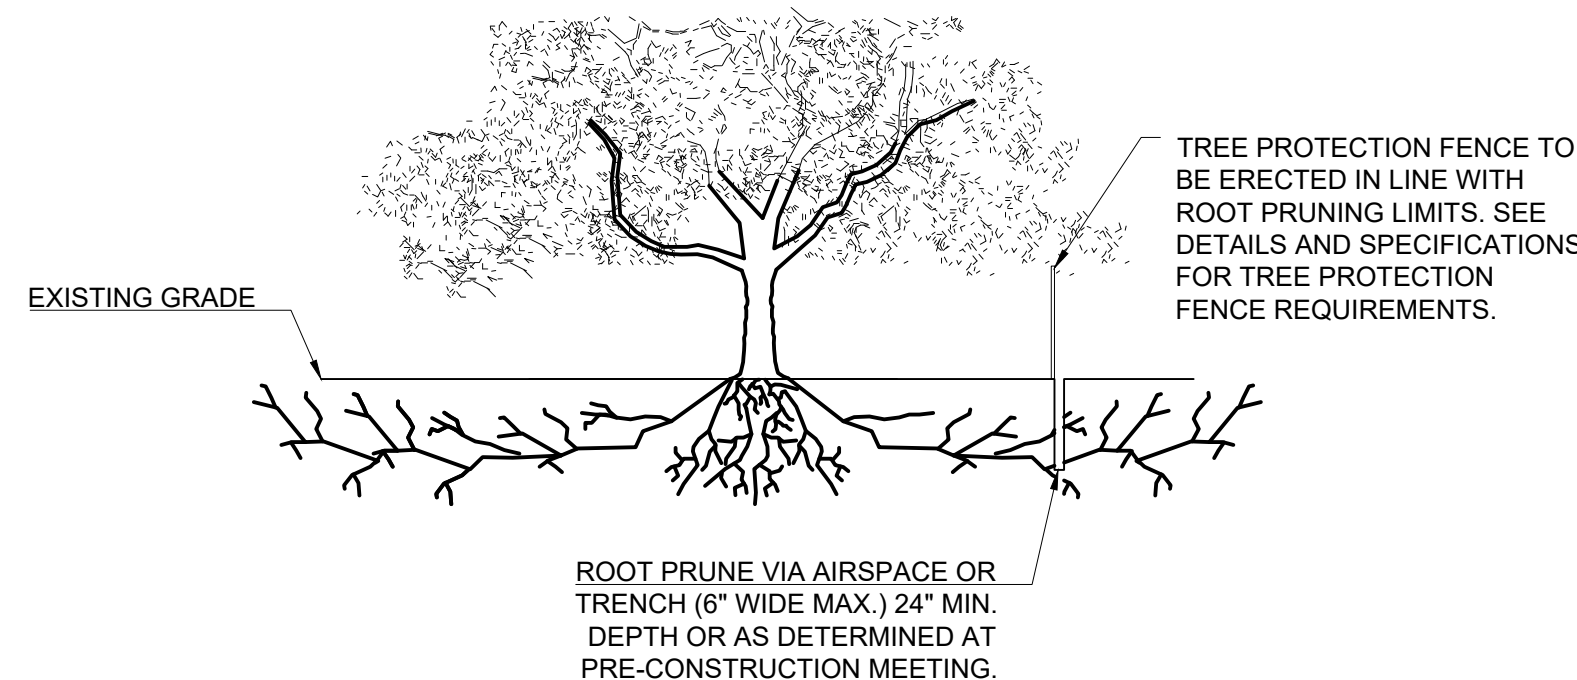 TREE PROTECTION FENCE TO
BE ERECTED IN LINE WITH
ROOT PRUNING LIMITS. SEE
DETAILS AND SPECIFICATIONS
FOR TREE PROTECTION
FENCE REQUIREMENTS.
EXISTING GRADE
ROOT PRUNE VIA AIRSPACE OR
TRENCH (6" WIDE MAX.) 24" MIN.
DEPTH OR AS DETERMINED AT
PRE-CONSTRUCTION MEETING.